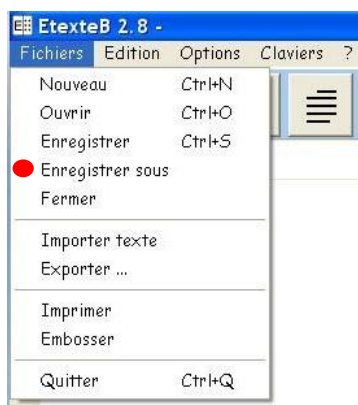 EtexteB 2.8 -
Fichiers Edition Options Claviers ?
Nouveau Ctrl+N
Ouvrir Ctrl+O
Enregistrer Ctrl+S
Enregistrer sous
Fermer
Importer texte
Exporter ...
Imprimer
Embosser
Quitter Ctrl+Q